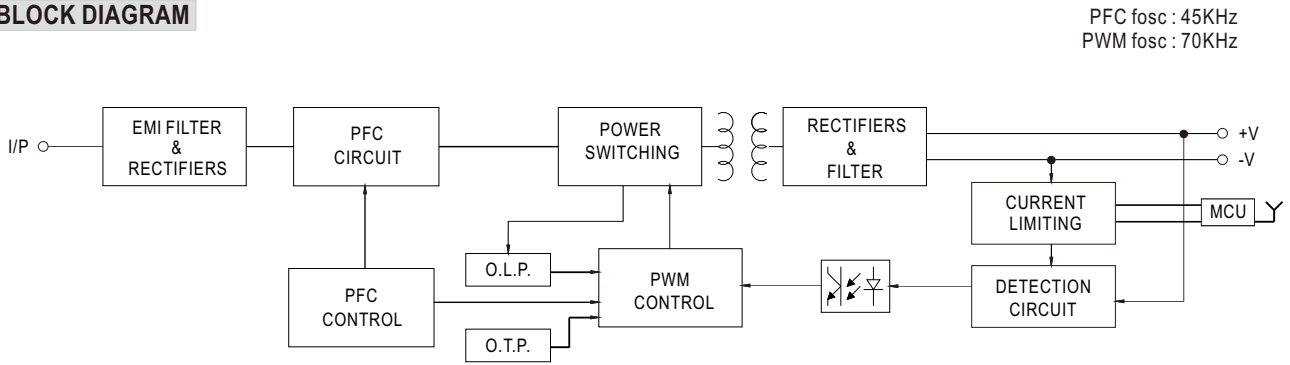 BLOCK DIAGRAM
PFC fosc : 45KHz
PWM fosc : 70KHz
I/P
EMI FILTER
&
RECTIFIERS
PFC
CIRCUIT
POWER
SWITCHING
RECTIFIERS
&
FILTER
+V
-V
CURRENT
LIMITING
MCU
O.L.P.
PFC
CONTROL
PWM
CONTROL
DETECTION
CIRCUIT
O.T.P.